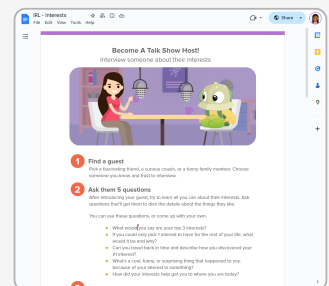 IRL - Interests
File Edit View Tools Help
Share
Become A Talk Show Host!
Interview someone about their interests
1 Find a guest
Pick a fascinating friend, a curious cousin, or a funny family member. Choose
someone you know and trust to interview.
2 Ask them 5 questions
After introducing your guest, try to learn all you can about their interests. Ask
questions that'll get them to dish the details about the things they like.
You can use these questions, or come up with your own.
What would you say are your top 3 interests?
If you could only pick 1 interest to have for the rest of your life, what
would it be and why?
Can you travel back in time and describe how you discovered your
#1 interest?
What's a cool, funny, or surprising thing that happened to you
because of your interest in something?
How did your interests help get you to where you are today?